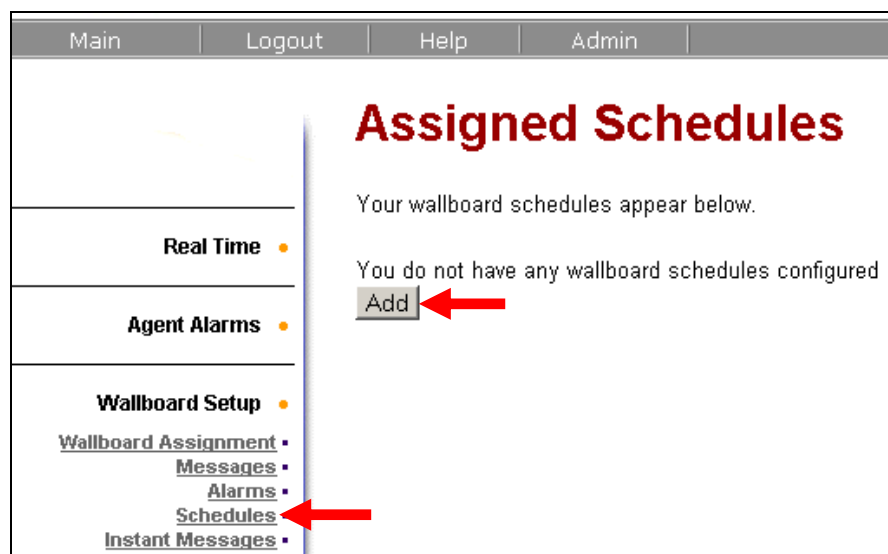 Main Logout Help Admin
Assigned Schedules
Your wallboard schedules appear below.
You do not have any wallboard schedules configured
Add
Real Time
Agent Alarms
Wallboard Setup
Wallboard Assignment
Messages
Alarms
Schedules
Instant Messages